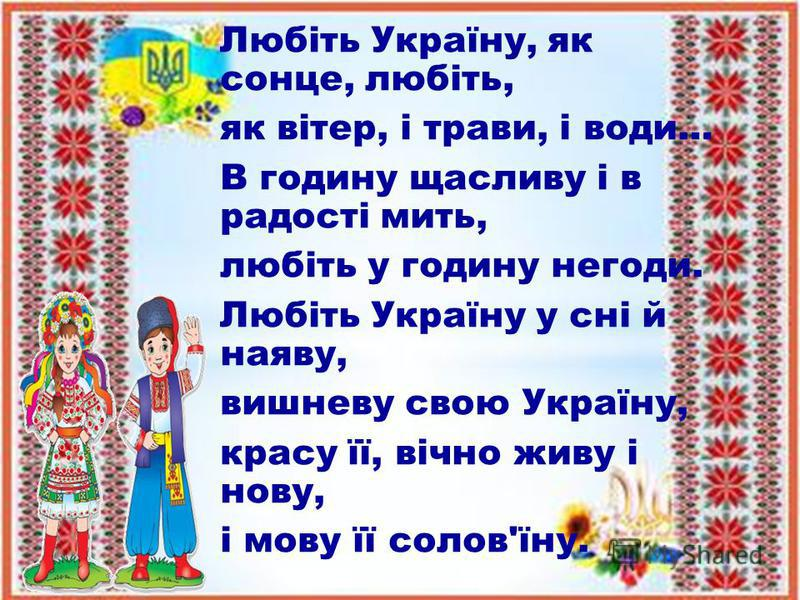 Любіть Україну, як
сонце, любіть,
як вітер, і трави, і води...
В годину щасливу і в
радості мить,
любіть у годину негоди.
Любіть Україну у сні й
наяву,
вишневу свою Україну,
красу її, вічно живу і
нову,
і мову її солов'їну.
MyShared